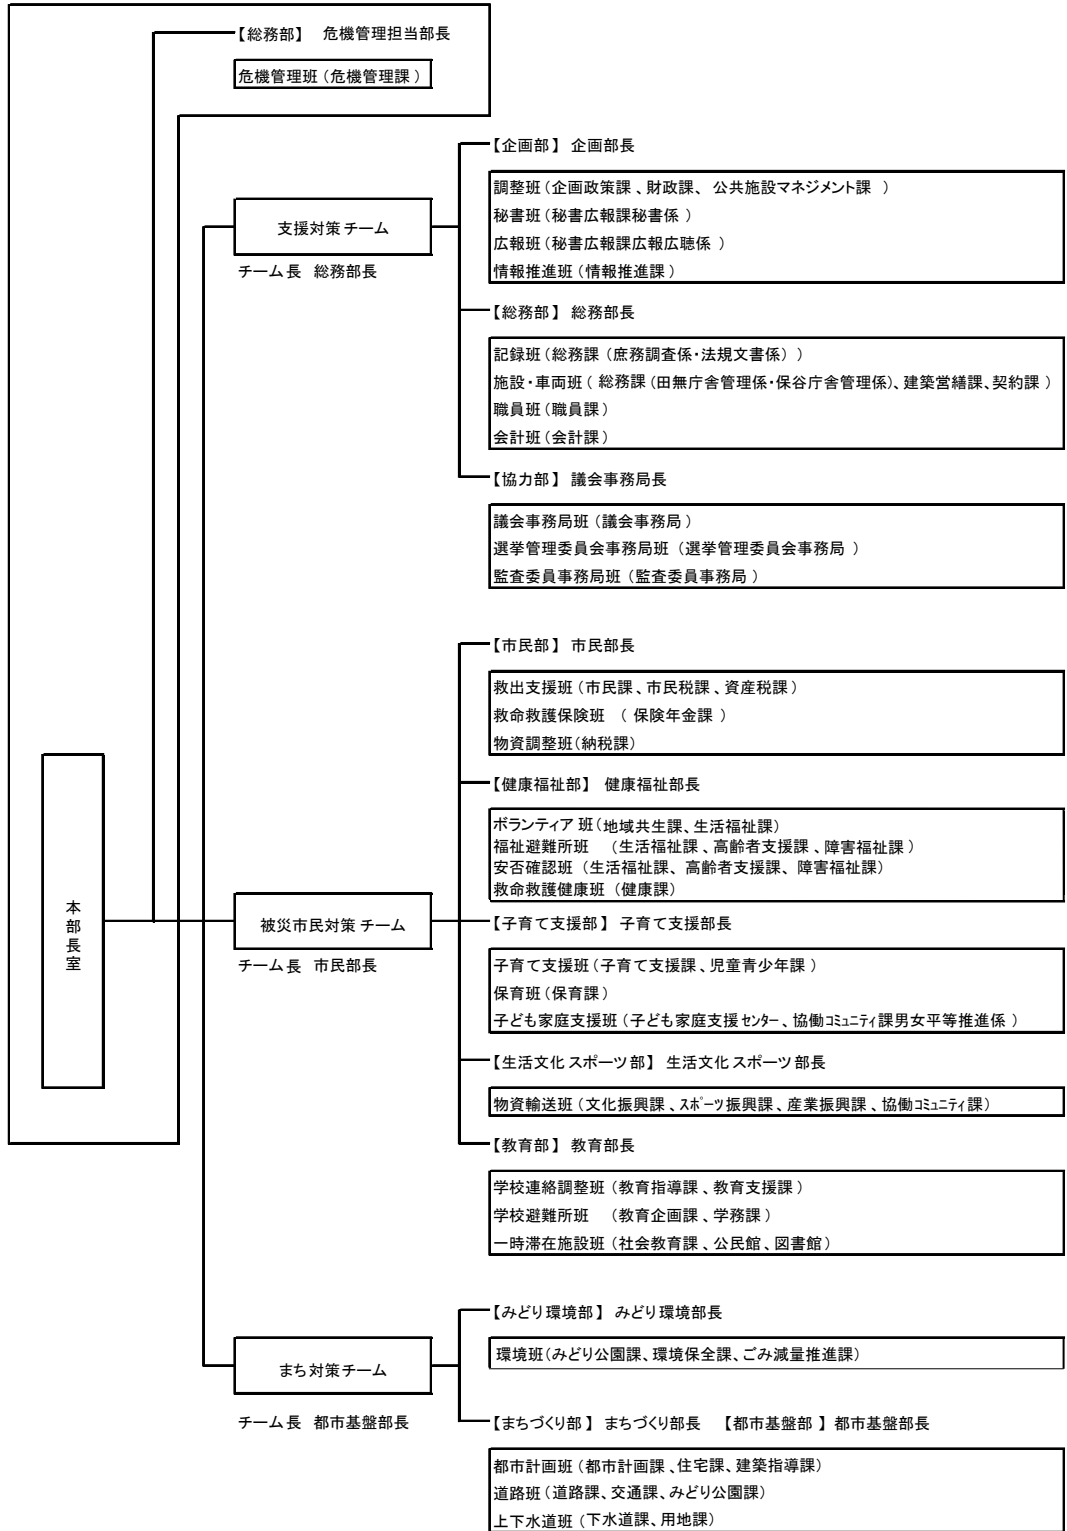 【総務部】 危機管理担当部長
危機管理班(危機管理課)
【企画部】 企画部長
調整班(企画政策課、財政課、公共施設マネジメント課)
秘書班(秘書広報課秘書係)
広報班(秘書広報課広報広聴係)
情報推進班(情報推進課)
支援対策チーム
チーム長 総務部長
【総務部】 総務部長
記録班(総務課(庶務調査係・法規文書係))
施設・車両班(総務課(田無庁舎管理係・保谷庁舎管理係)、建築営繕課、契約課)
職員班(職員課)
会計班(会計課)
【協力部】 議会事務局長
議会事務局班(議会事務局)
選挙管理委員会事務局班(選挙管理委員会事務局)
監査委員事務局班(監査委員事務局)
【市民部】 市民部長
救出支援班(市民課、市民税課、資産税課)
救命救護保険班(保険年金課)
物資調整班(納税課)
【健康福祉部】 健康福祉部長
ボランティア班(地域共生課、生活福祉課)
福祉避難所班(生活福祉課、高齢者支援課、障害福祉課)
安否確認班(生活福祉課、高齢者支援課、障害福祉課)
救命救護健康班(健康課)
本部長室
被災市民対策チーム
チーム長 市民部長
【子育て支援部】 子育て支援部長
子育て支援班(子育て支援課、児童青少年課)
保育班(保育課)
子ども家庭支援班(子ども家庭支援センター、協働コミュニティ課男女平等推進係)
【生活文化スポーツ部】 生活文化スポーツ部長
物資輸送班(文化振興課、スポーツ振興課、産業振興課、協働コミュニティ課)
【教育部】 教育部長
学校連絡調整班(教育指導課、教育支援課)
学校避難所班(教育企画課、学務課)
一時滞在施設班(社会教育課、公民館、図書館)
【みどり環境部】 みどり環境部長
環境班(みどり公園課、環境保全課、ごみ減量推進課)
まち対策チーム
チーム長 都市基盤部長
【まちづくり部】 まちづくり部長 【都市基盤部】都市基盤部長
都市計画班(都市計画課、住宅課、建築指導課)
道路班(道路課、交通課、みどり公園課)
上下水道班(下水道課、用地課)